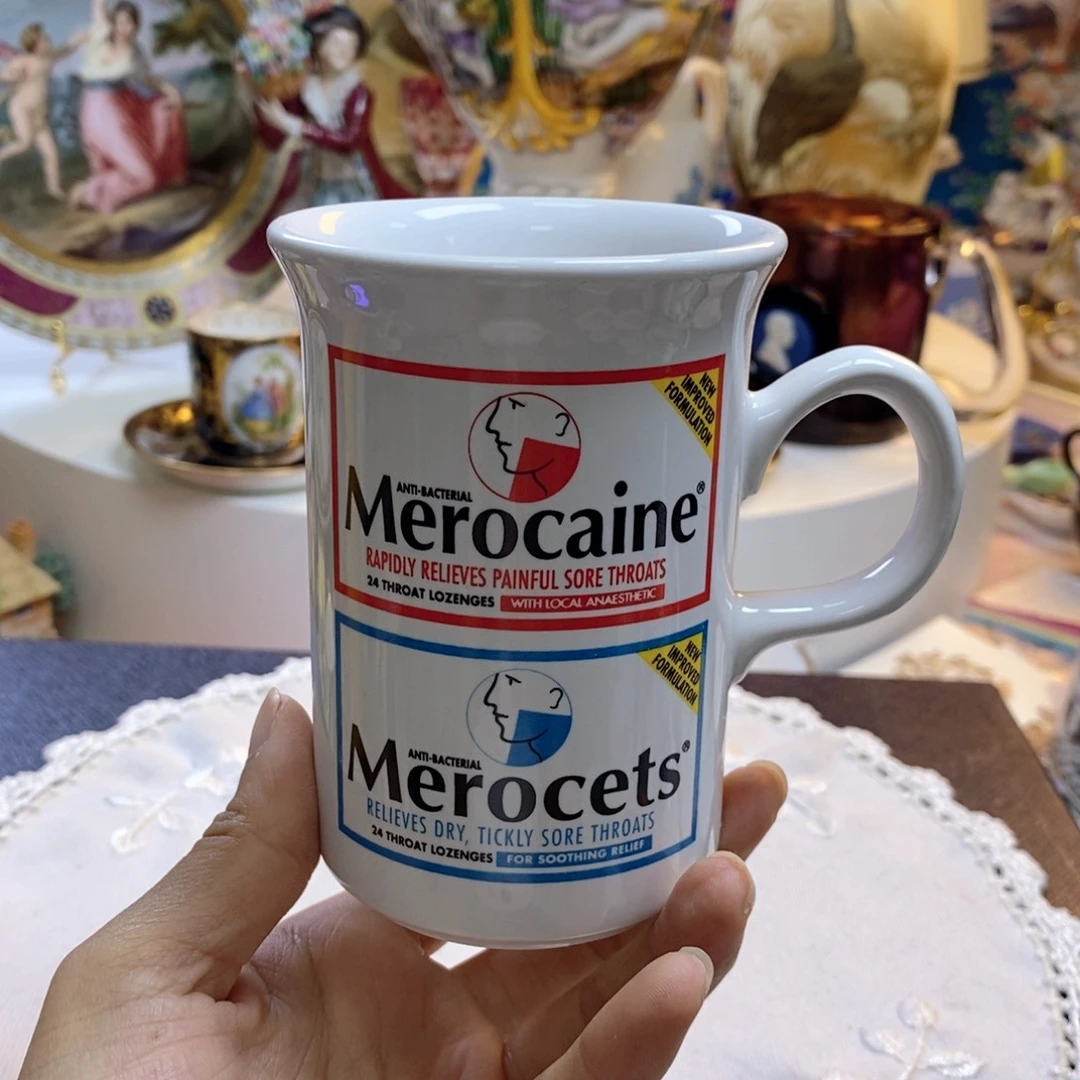 NEW
IMPROVED
FORMULATION
ANTI-BACTERIAL
Merocaine®
RAPIDLY RELIEVES PAINFUL SORE THROATS
24 THROAT LOZENGES WITH LOCAL ANAESTHETIC
NEW
IMPROVED
FORMULATION
ANTI-BACTERIAL
Merocets®
RELIEVES DRY, TICKLY SORE THROATS
24 THROAT LOZENGES FOR SOOTHING RELIEF